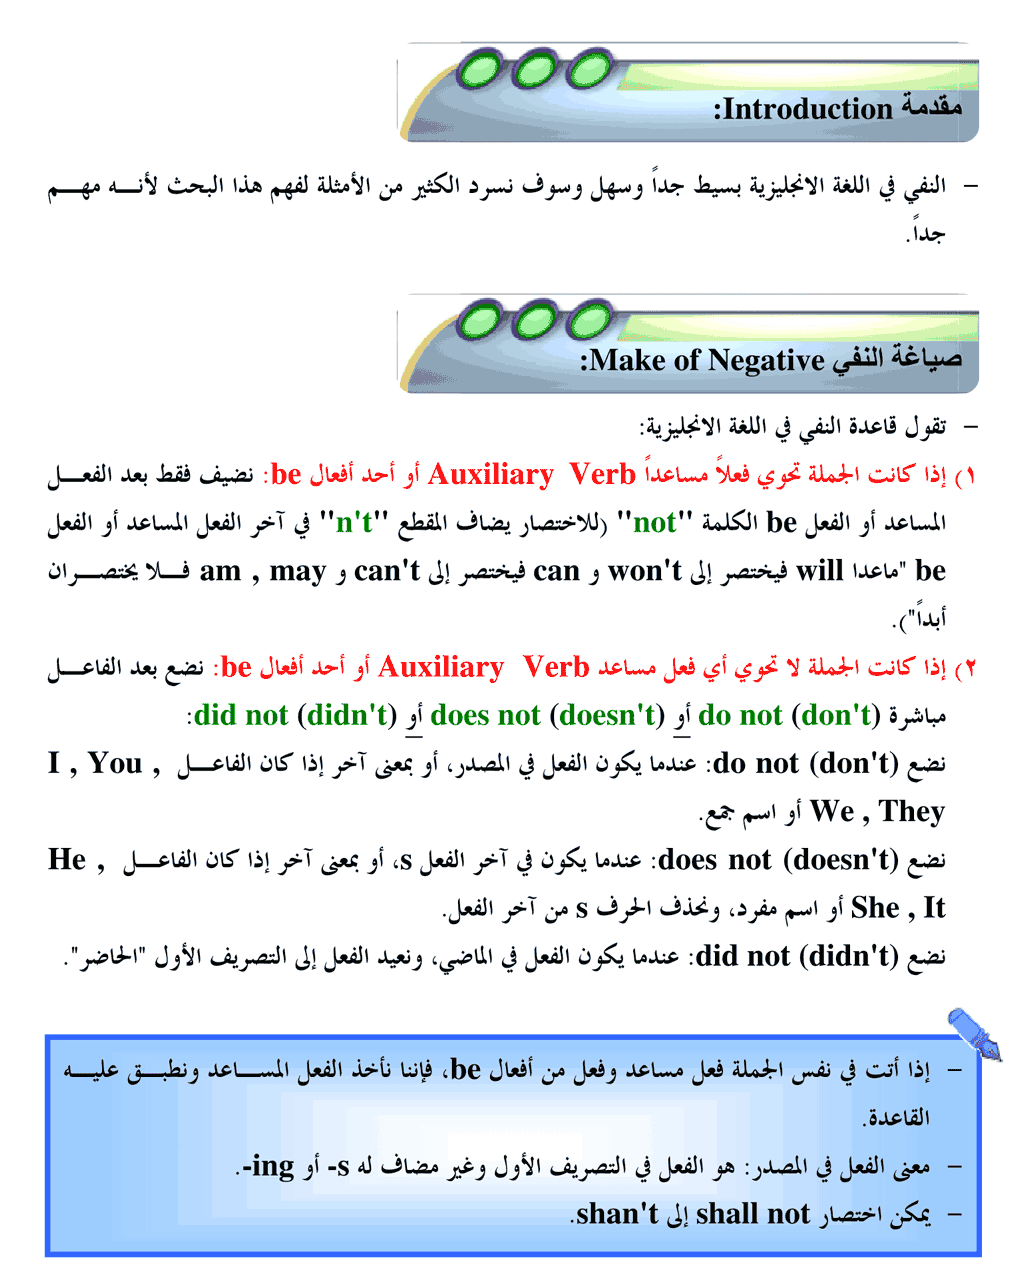 مقدمة Introduction:
– النفي في اللغة الانجليزية بسيط جداً وسهل وسوف نسرد الكثير من الأمثلة لفهم هذا البحث لأنه مهم
جداً.
صياغة النفي Make of Negative:
– تقول قاعدة النفي في اللغة الانجليزية:
١) إذا كانت الجملة تحوي فعلاً مساعداً Auxiliary Verb أو أحد أفعال be: نضيف فقط بعد الفعل
المساعد أو الفعل be الكلمة "not" (للاختصار يضاف المقطع "n't" في آخر الفعل المساعد أو الفعل
be "ماعدا will فيختصر إلى won't و can فيختصر إلى can't و am , may فلا يختصران
أبداً").
٢) إذا كانت الجملة لا تحوي أي فعل مساعد Auxiliary Verb أو أحد أفعال be: نضع بعد الفاعل
مباشرة do not (don't) أو does not (doesn't) أو did not (didn't):
نضع do not (don't): عندما يكون الفعل في المصدر، أو بمعنى آخر إذا كان الفاعل I , You ,
We , They أو اسم جمع.
نضع does not (doesn't): عندما يكون في آخر الفعل s، أو بمعنى آخر إذا كان الفاعل He ,
She , It أو اسم مفرد، ونحذف الحرف s من آخر الفعل.
نضع did not (didn't): عندما يكون الفعل في الماضي، ونعيد الفعل إلى التصريف الأول "الحاضر".
– إذا أتت في نفس الجملة فعل مساعد وفعل من أفعال be، فإننا نأخذ الفعل المساعد ونطبق عليه
القاعدة.
– معنى الفعل في المصدر: هو الفعل في التصريف الأول وغير مضاف له s- أو ing-.
– يمكن اختصار shall not إلى shan't.